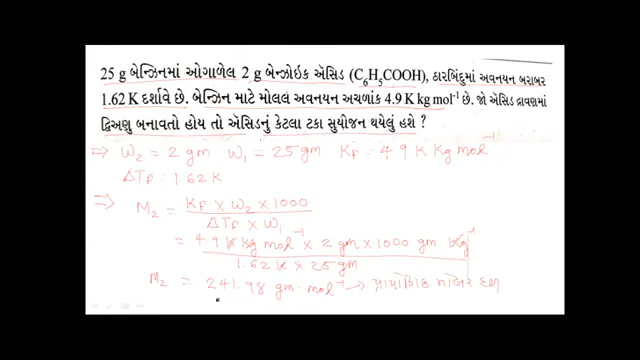 25 g બેન્ઝિનમાં ઓગાળેલ 2 g બેન્ઝોઇક ઍસિડ (C₆H₅COOH), ઠારબિંદુમાં અવનયન બરાબર
1.62 K દર્શાવે છે. બેન્ઝિન માટે મોલલ અવનયન અચળાંક 4.9 K kg mol⁻¹ છે. જો ઍસિડ દ્રાવણમાં
દ્વિઅણુ બનાવતો હોય તો ઍસિડનું કેટલા ટકા સુયોજન થયેલું હશે ?
⇒ W₂ = 2 gm W₁ = 25 gm Kf = 4.9 K Kg mol⁻¹
ΔTf = 1.62 K
⇒ M₂ = Kf × W₂ × 1000
ΔTf × W₁
= 4.9 K Kg mol⁻¹ × 2 gm × 1000 gm Kg⁻¹
1.62 K × 25 gm
M₂ = 241.98 gm. mol⁻¹ → પ્રાયોગિક મોલર દળ